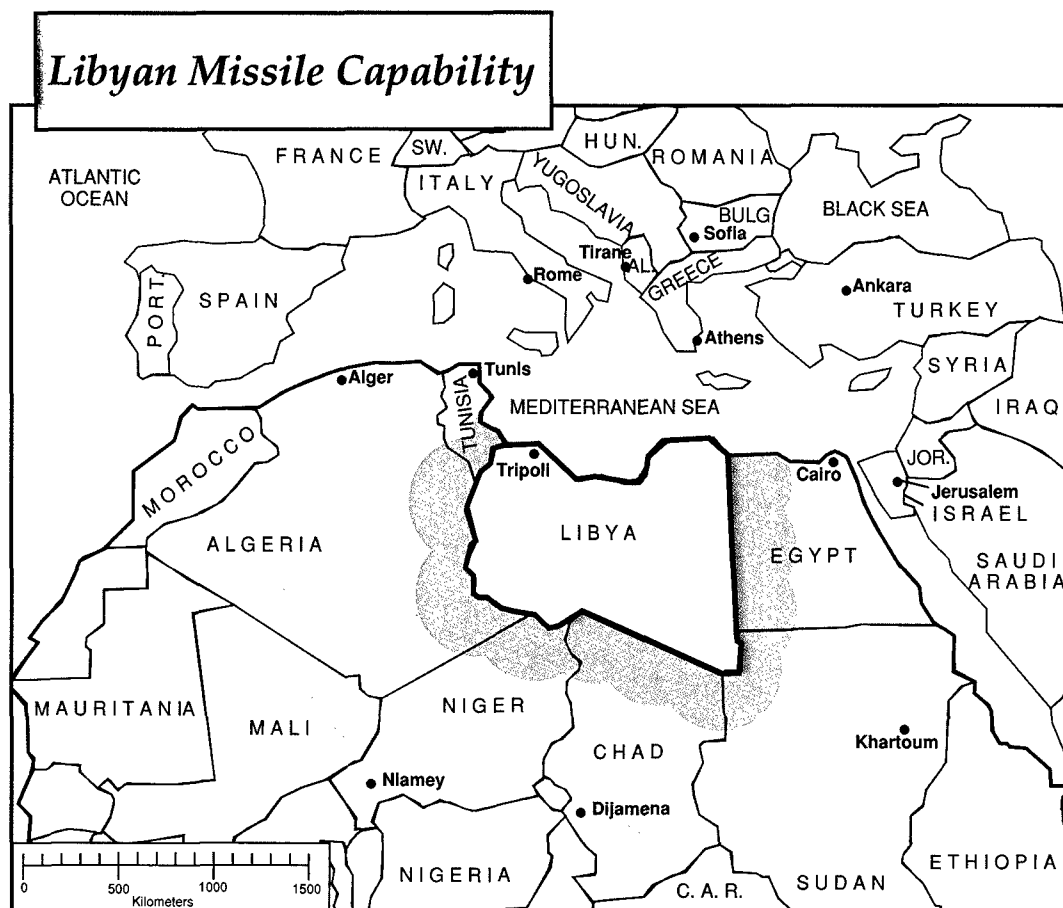 Libyan Missile Capability
ATLANTIC
OCEAN
FRANCE
SW.
HUN.
ROMANIA
ITALY
YUGOSLAVIA
BULG
BLACK SEA
Sofia
Tirane
AL.
GREECE
PORT
SPAIN
Rome
Ankara
TURKEY
Athens
Alger
Tunis
TUNISIA
MEDITERRANEAN SEA
SYRIA
IRAQ
MOROCCO
Tripoli
Cairo
JOR.
Jerusalem
ISRAEL
ALGERIA
LIBYA
EGYPT
SAUDI
ARABIA
MAURITANIA
MALI
NIGER
CHAD
Khartoum
Niamey
Dijamena
NIGERIA
C.A.R.
SUDAN
ETHIOPIA
0 500 1000 1500
Kilometers